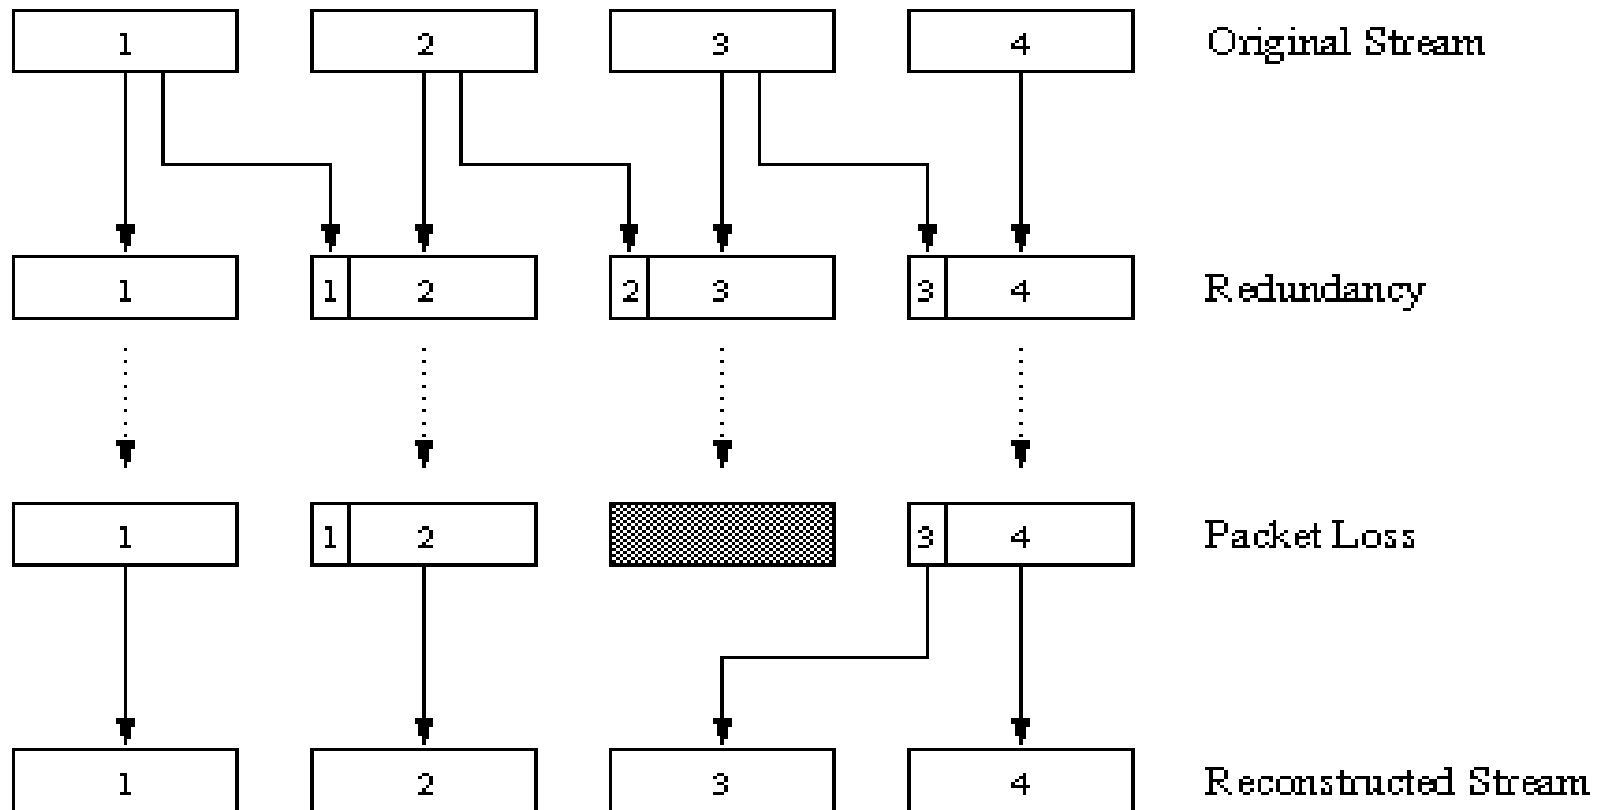 1 2 3 4 Original Stream
1 1 2 2 3 3 4 Redundancy
1 1 2 3 4 Packet Loss
1 2 3 4 Reconstructed Stream